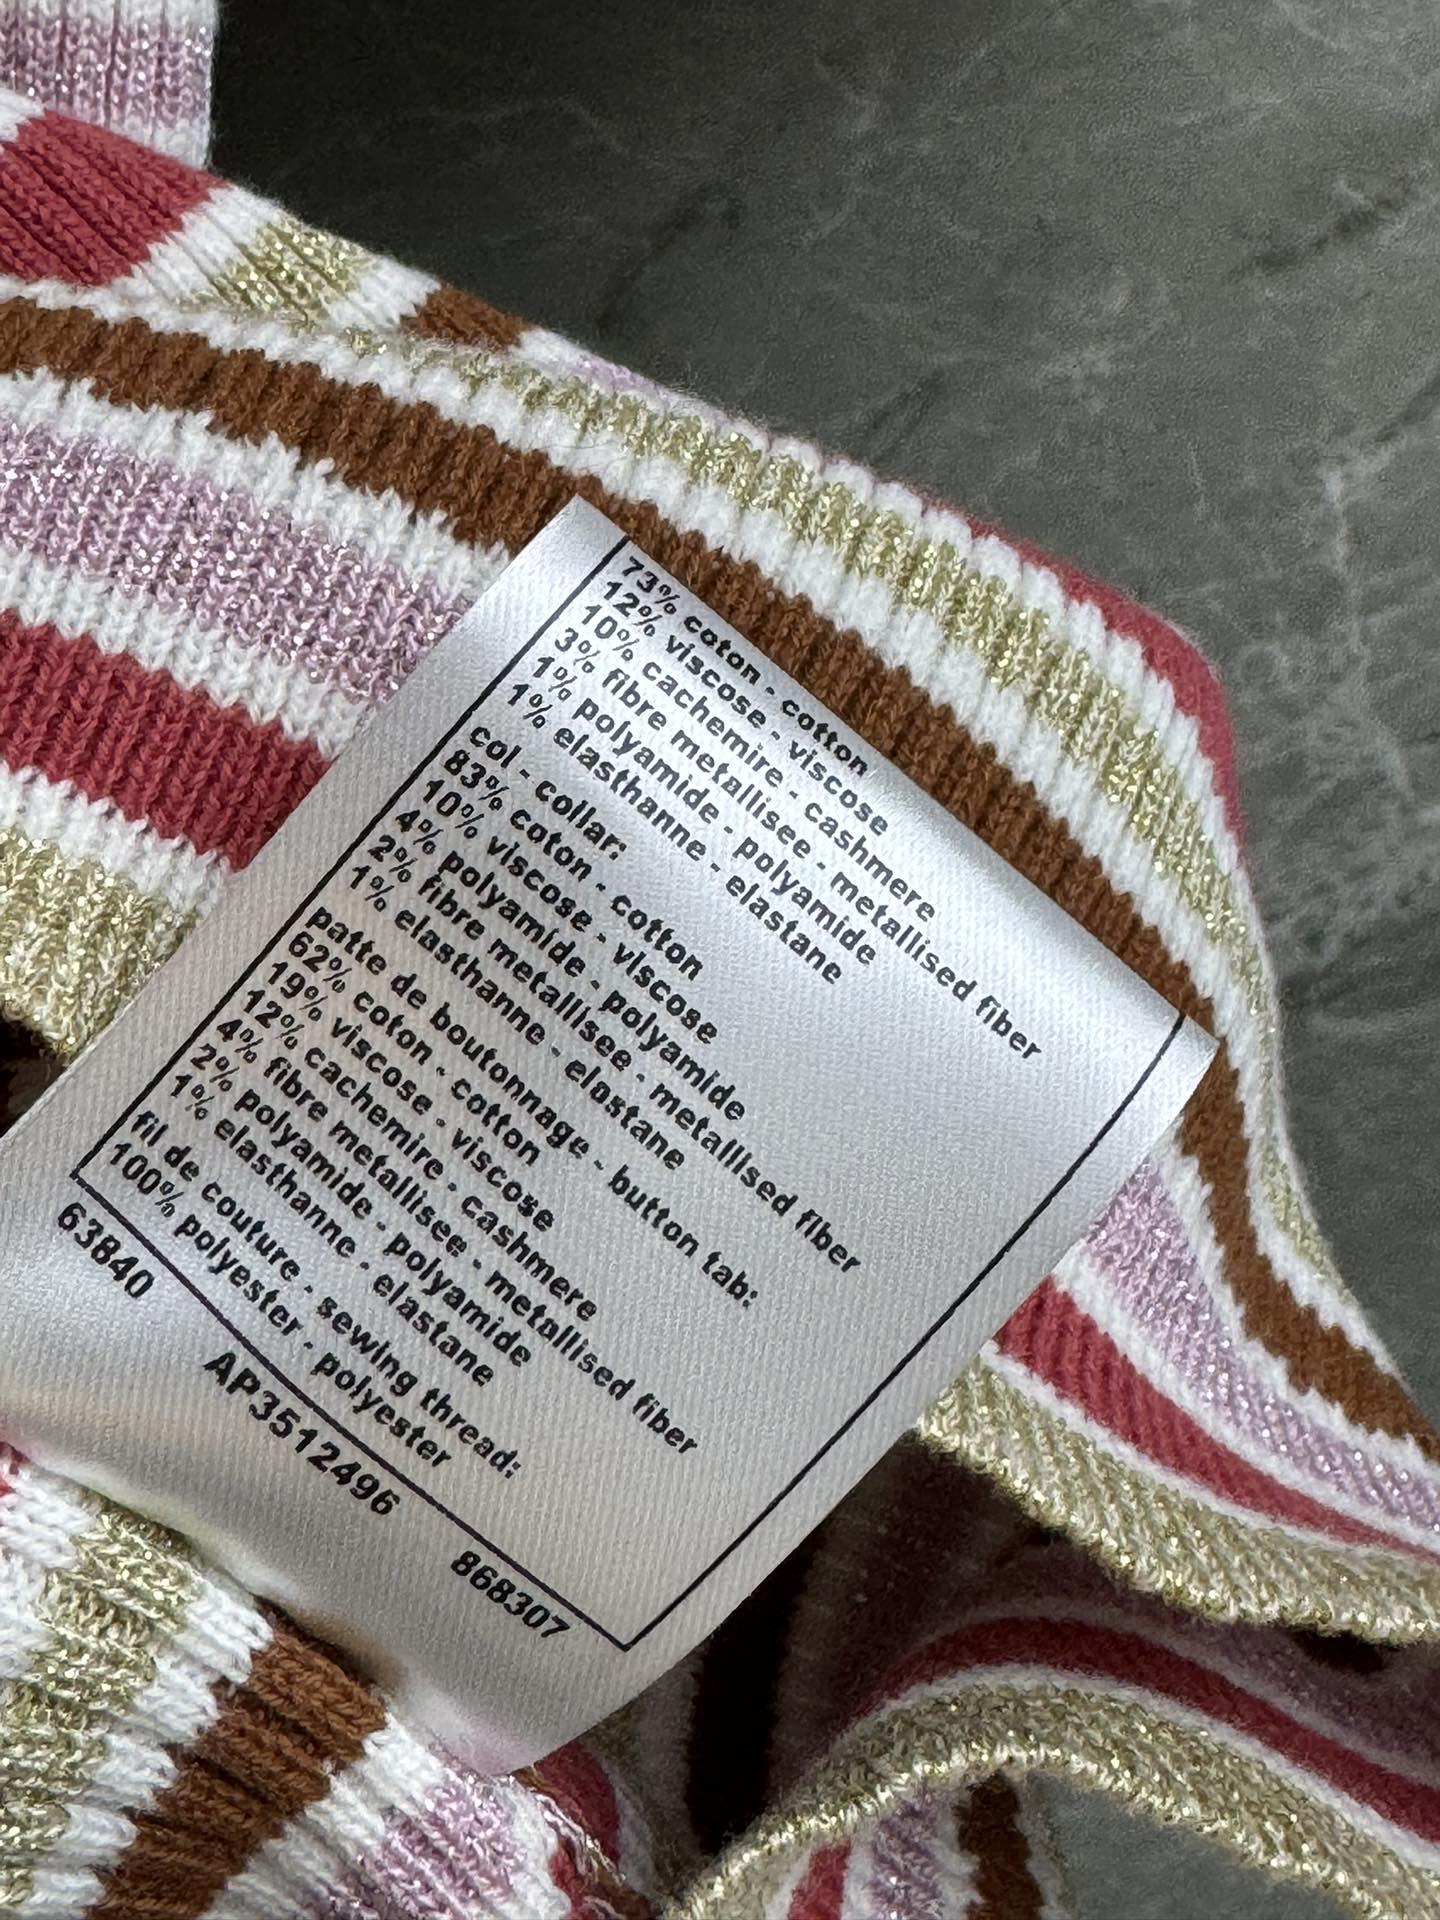 73% coton - cotton
12% viscose - viscose
10% cachemire - cashmere
3% fibre metallisee - metallised fiber
1% polyamide - polyamide
1% elasthanne - elastane
col - collar:
83% coton - cotton
10% viscose - viscose
4% polyamide - polyamide
2% fibre metallisee - metallised fiber
1% elasthanne - elastane
patte de boutonnage - button tab:
62% coton - cotton
19% viscose - viscose
12% cachemire - cashmere
4% fibre metallisee - metallised fiber
2% polyamide - polyamide
1% elasthanne - elastane
fil de couture - sewing thread:
100% polyester - polyester
63840 AP3512496 868307